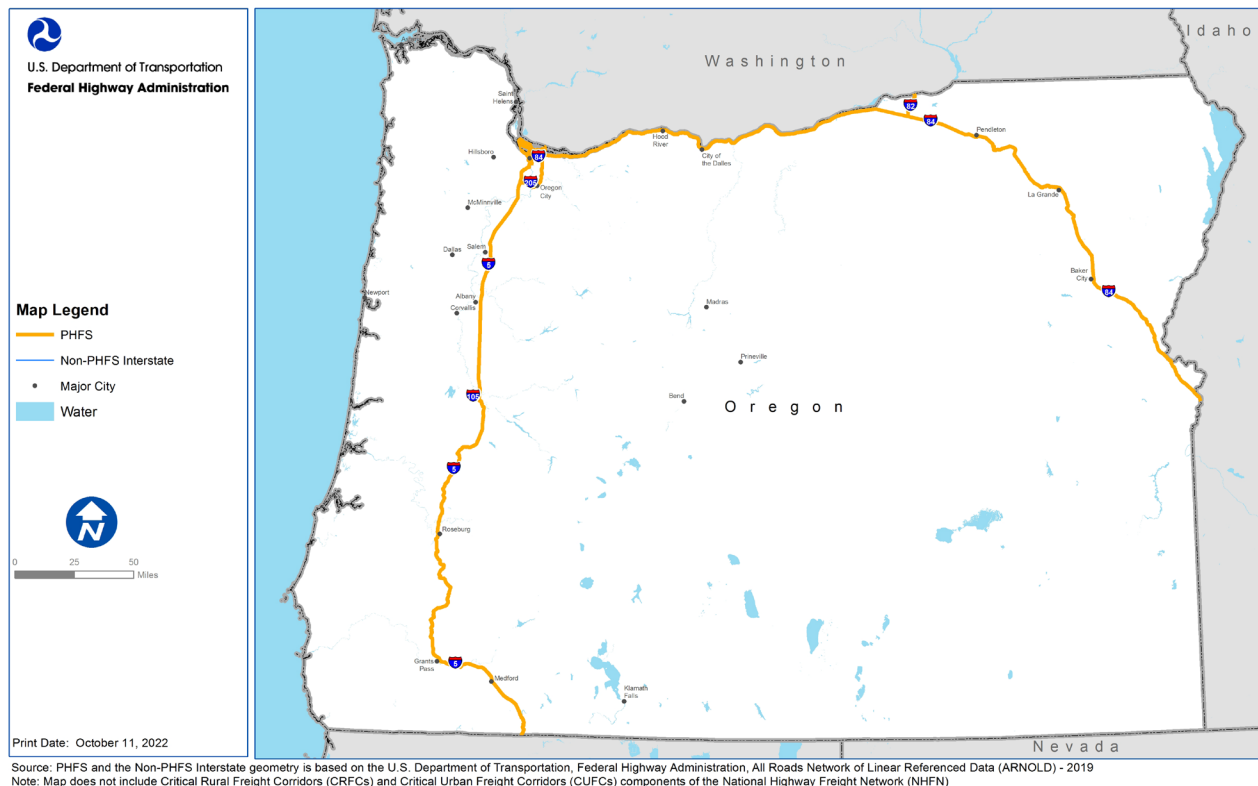 U.S. Department of Transportation
Federal Highway Administration
Map Legend
PHFS
Non-PHFS Interstate
Major City
Water
N
0 25 50
Miles
Print Date: October 11, 2022
Washington
Idaho
Saint
Helens
Hillsboro
84
205
Oregon
City
Hood
River
City of
the Dalles
82
84
Pendleton
La Grande
McMinnville
Dallas
Salem
5
Baker
City
84
Newport
Albany
Corvallis
Madras
Prineville
105
Bend
Oregon
5
Roseburg
Grants
Pass
5
Medford
Klamath
Falls
Nevada
Source: PHFS and the Non-PHFS Interstate geometry is based on the U.S. Department of Transportation, Federal Highway Administration, All Roads Network of Linear Referenced Data (ARNOLD) - 2019
Note: Map does not include Critical Rural Freight Corridors (CRFCs) and Critical Urban Freight Corridors (CUFCs) components of the National Highway Freight Network (NHFN)